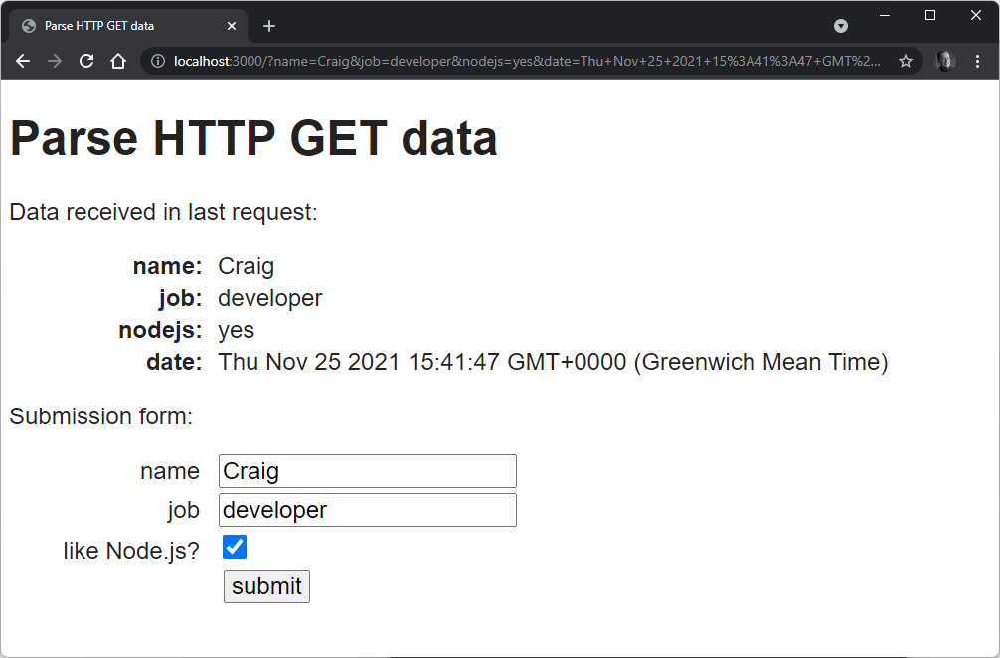 Parse HTTP GET data
localhost:3000/?name=Craig&job=developer&nodejs=yes&date=Thu+Nov+25+2021+15%3A41%3A47+GMT%2...
Parse HTTP GET data
Data received in last request:
name: Craig
job: developer
nodejs: yes
date: Thu Nov 25 2021 15:41:47 GMT+0000 (Greenwich Mean Time)
Submission form:
name Craig
job developer
like Node.js?
submit